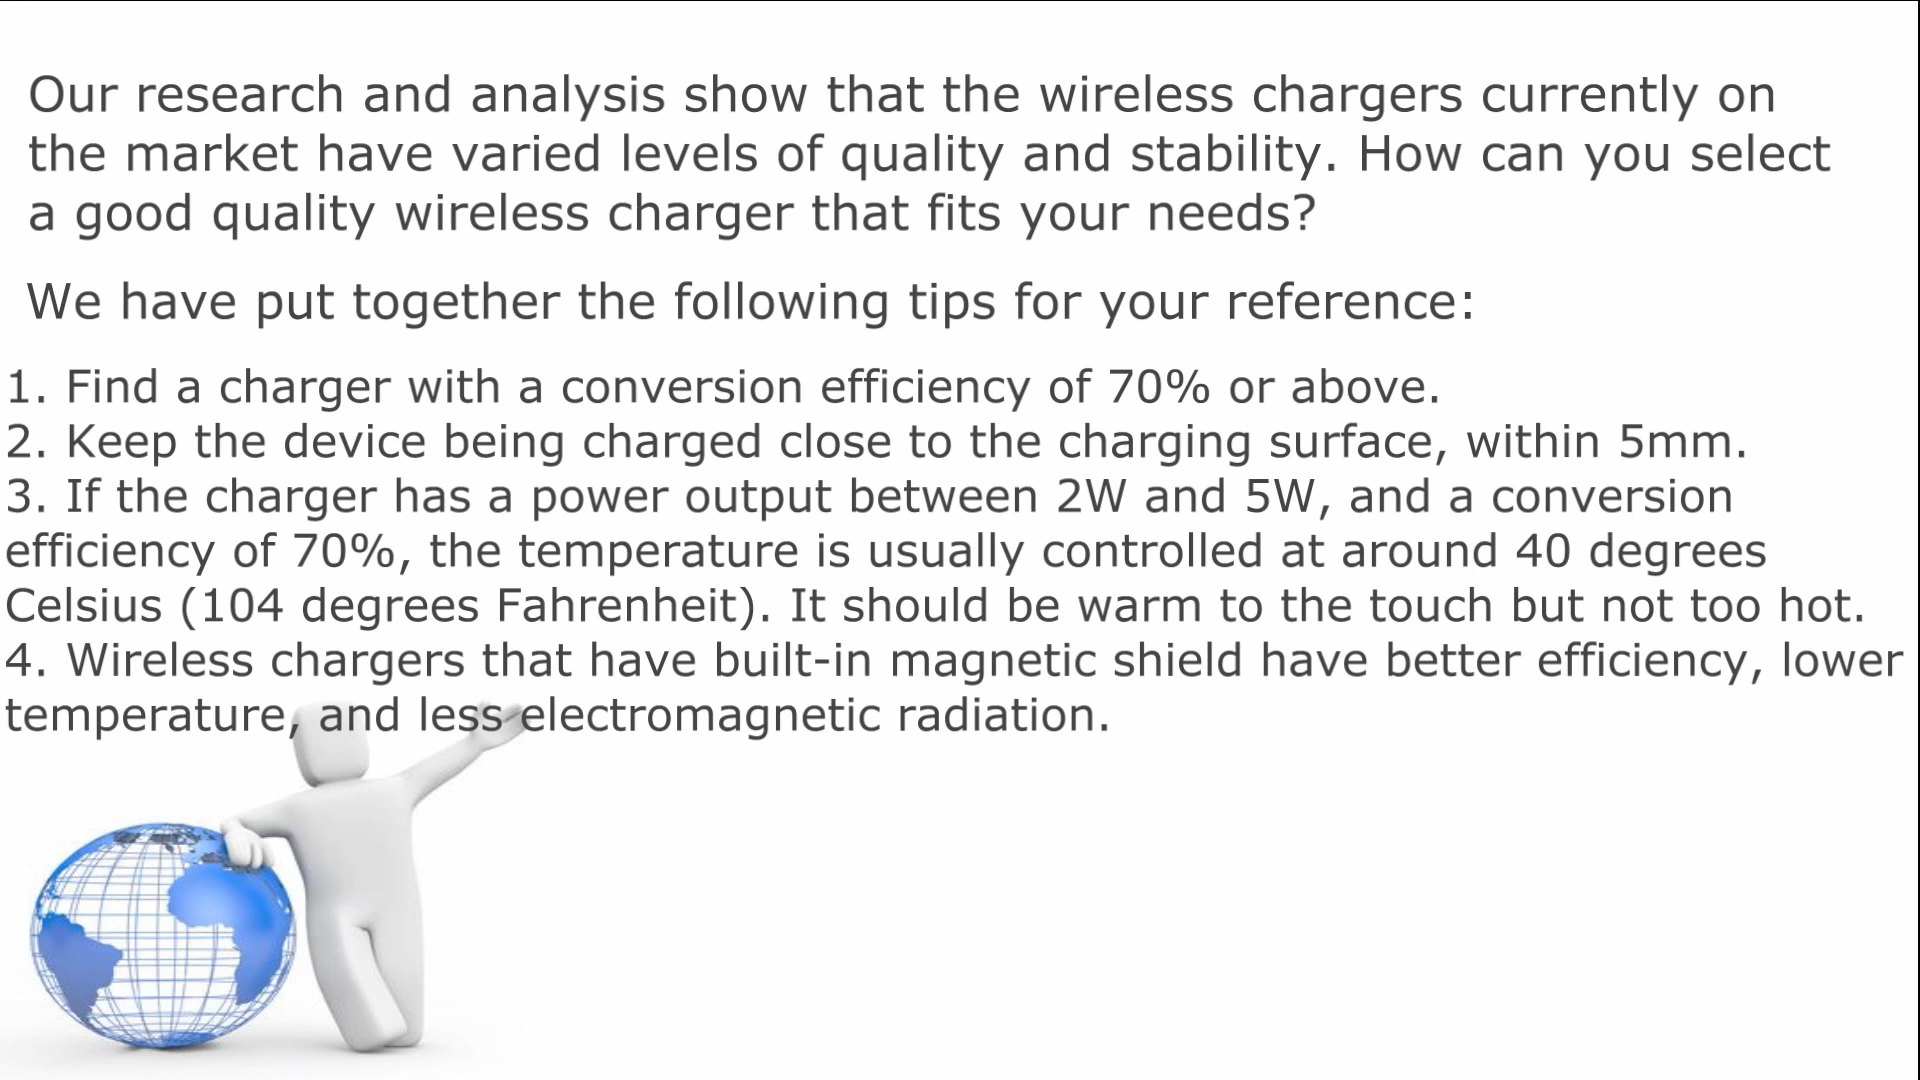 Our research and analysis show that the wireless chargers currently on
the market have varied levels of quality and stability. How can you select
a good quality wireless charger that fits your needs?
We have put together the following tips for your reference:
1. Find a charger with a conversion efficiency of 70% or above.
2. Keep the device being charged close to the charging surface, within 5mm.
3. If the charger has a power output between 2W and 5W, and a conversion
efficiency of 70%, the temperature is usually controlled at around 40 degrees
Celsius (104 degrees Fahrenheit). It should be warm to the touch but not too hot.
4. Wireless chargers that have built-in magnetic shield have better efficiency, lower
temperature, and less electromagnetic radiation.